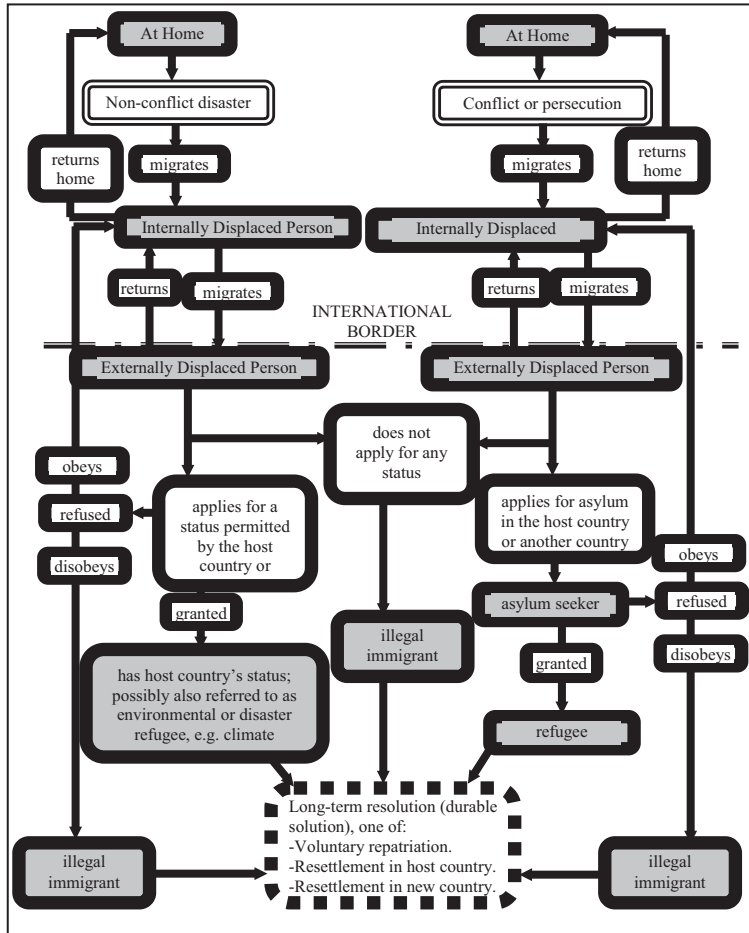 At Home
At Home
Non-conflict disaster
Conflict or persecution
returns
home
migrates
migrates
returns
home
Internally Displaced Person
Internally Displaced
returns
migrates
returns
migrates
INTERNATIONAL
BORDER
Externally Displaced Person
Externally Displaced Person
does not
apply for any
status
obeys
refused
disobeys
applies for a
status permitted
by the host
country or
applies for asylum
in the host country
or another country
obeys
refused
disobeys
granted
asylum seeker
illegal
immigrant
granted
has host country's status;
possibly also referred to as
environmental or disaster
refugee, e.g. climate
refugee
Long-term resolution (durable
solution), one of:
-Voluntary repatriation.
-Resettlement in host country.
-Resettlement in new country.
illegal
immigrant
illegal
immigrant